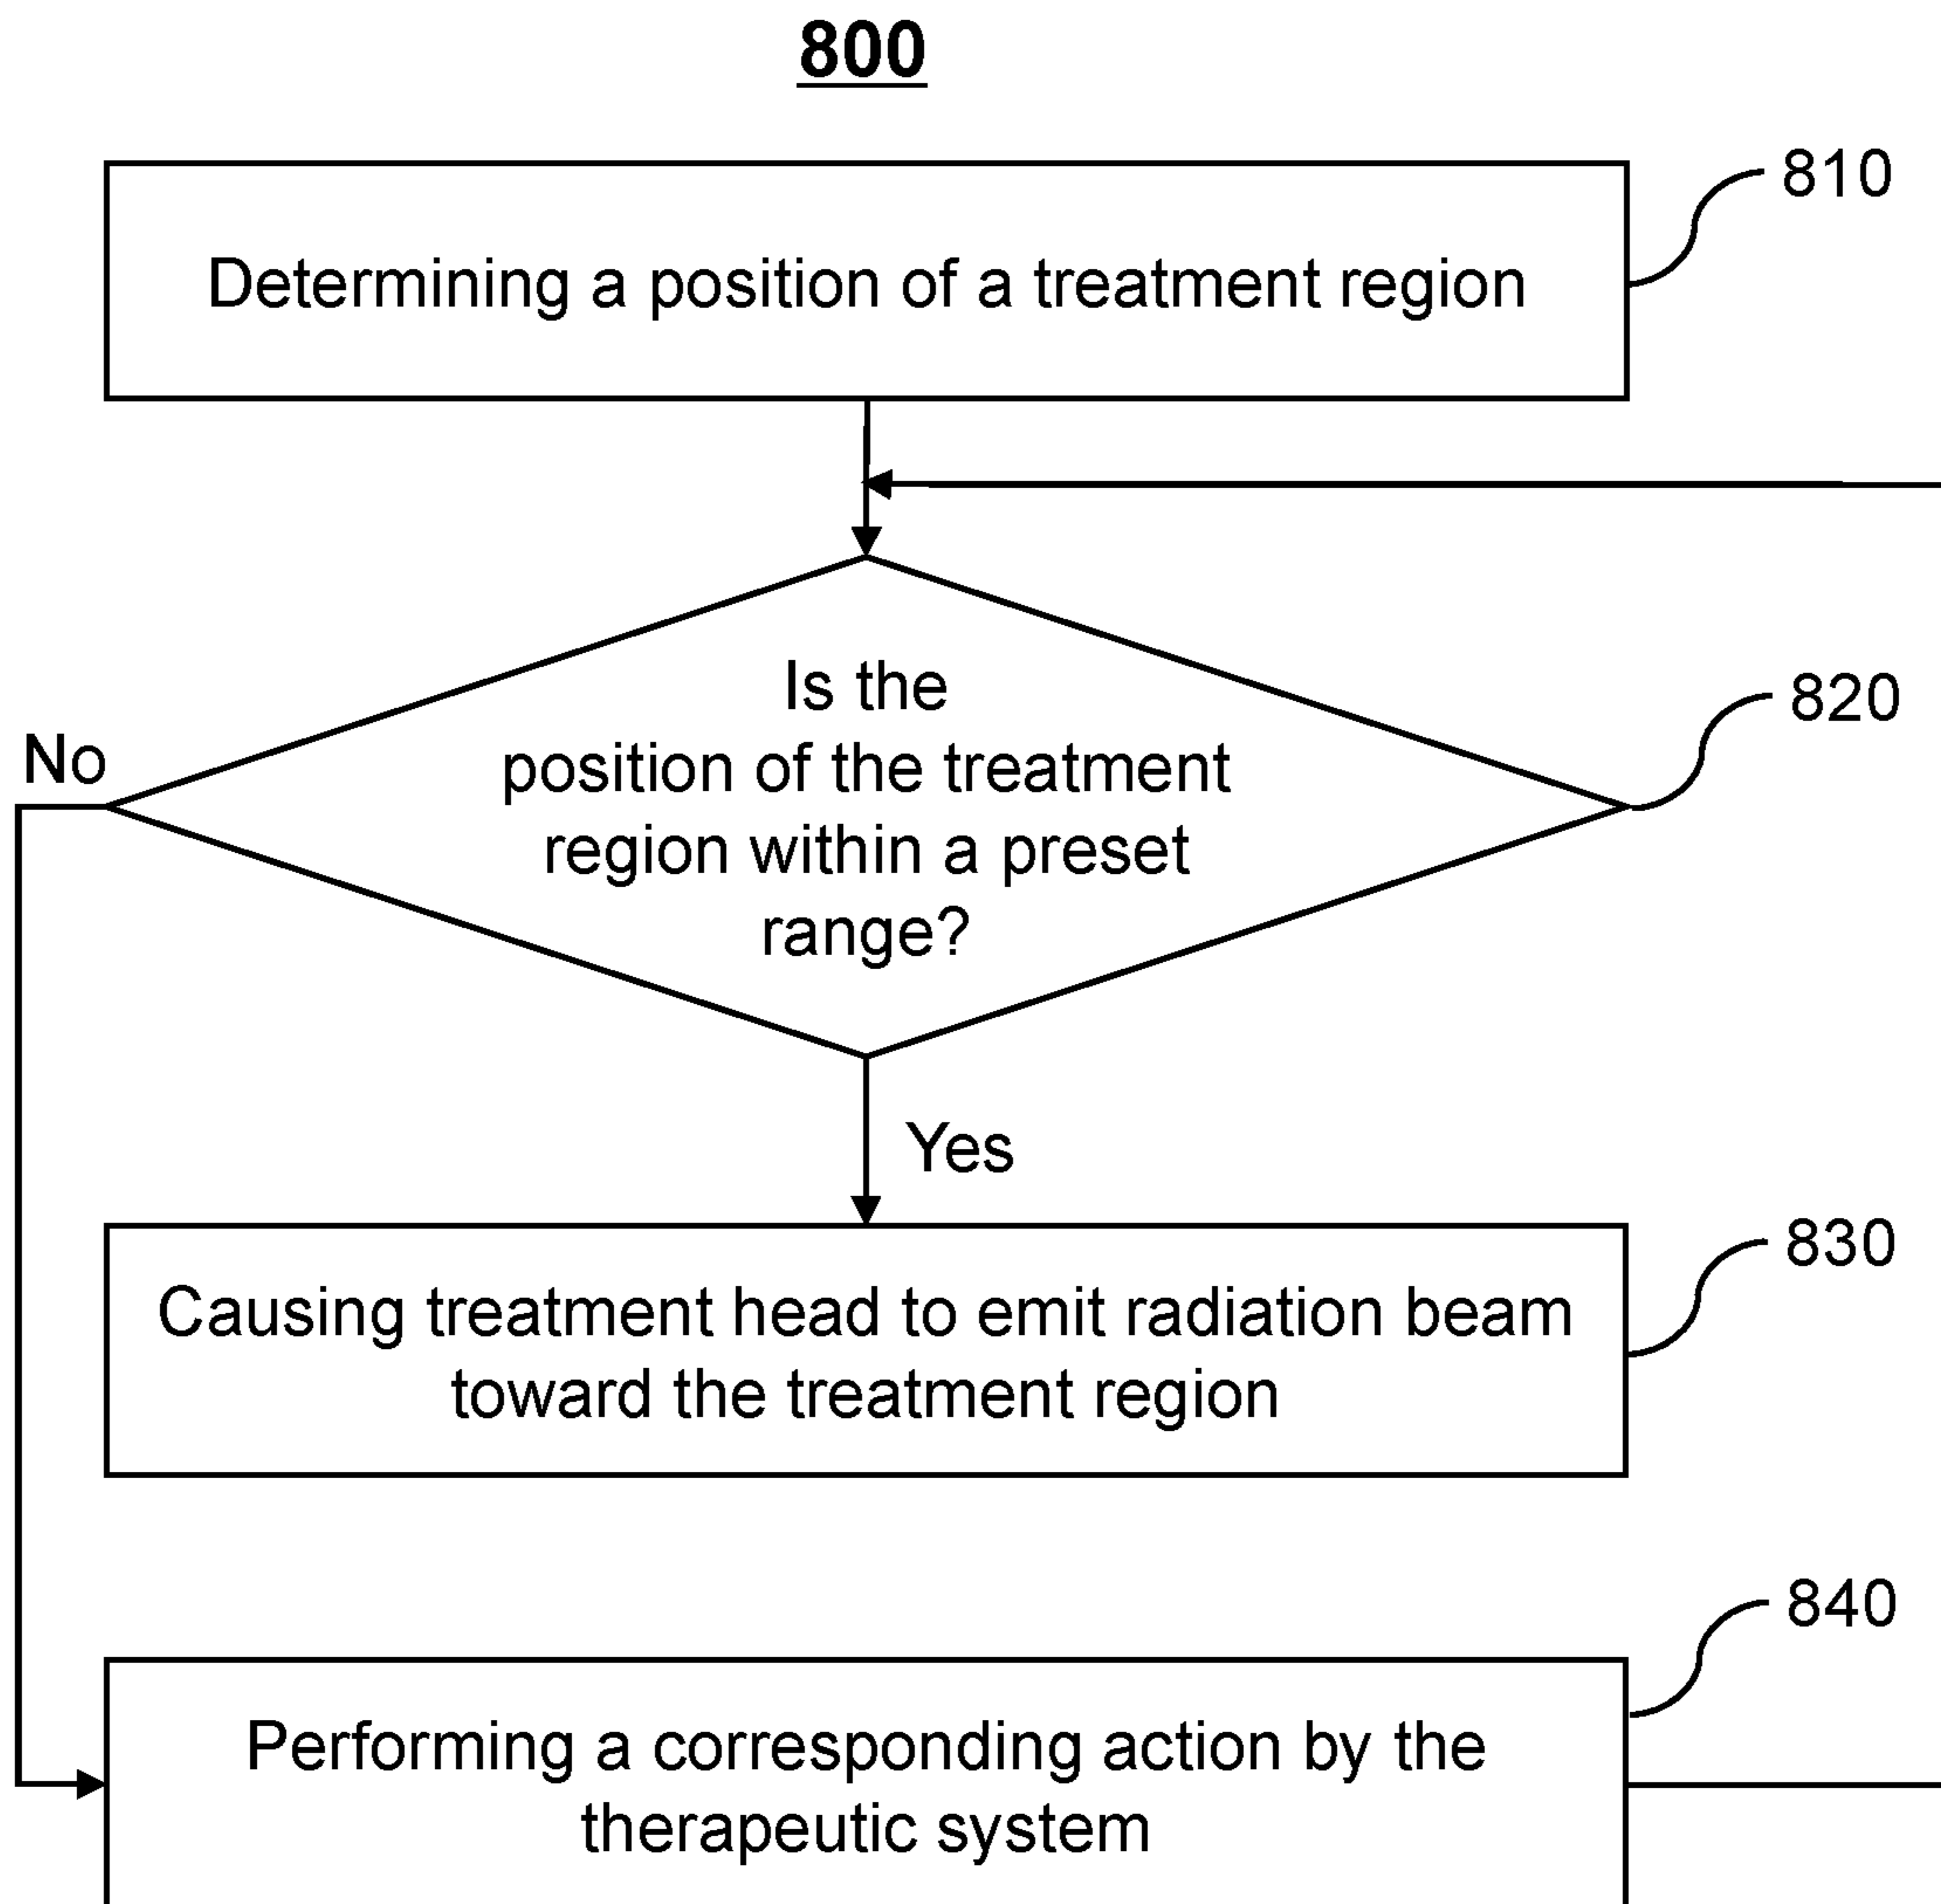 800
Determining a position of a treatment region
810
Is the
position of the treatment
region within a preset
range?
820
No
Yes
Causing treatment head to emit radiation beam
toward the treatment region
830
Performing a corresponding action by the
therapeutic system
840